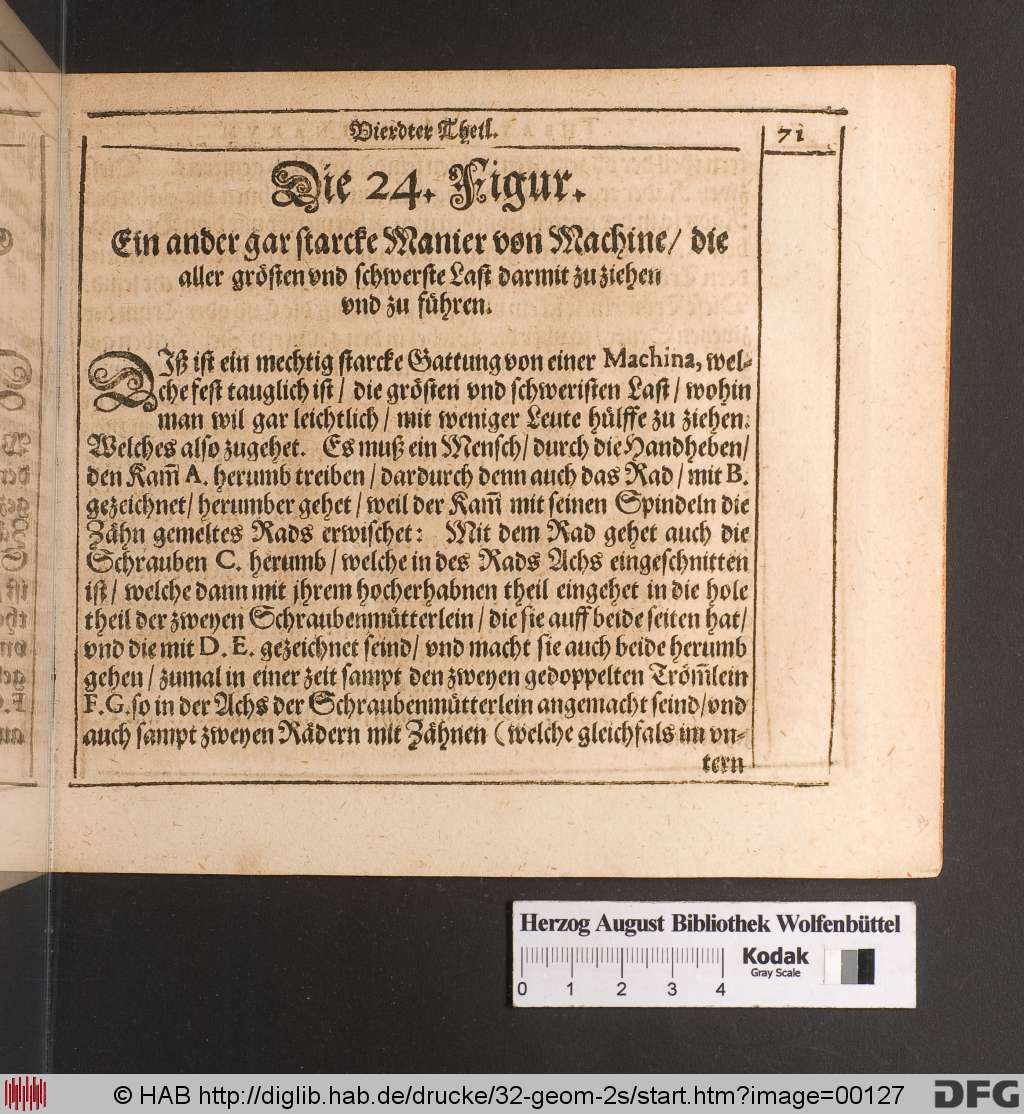 Vierdter Theil.
71
Die 24. Figur.
Ein ander gar starcke Manier von Machine/ die
aller grösten vnd schwerste Last darmit zu ziehen
vnd zu führen.
DIß ist ein mechtig starcke Gattung von einer Machina, wel-
che fest tauglich ist/ die grösten vnd schweristen Last/ wohin
man wil gar leichtlich/ mit weniger Leute hülffe zu ziehen.
Welches also zugehet. Es muß ein Mensch/ durch die Handheben/
den Kam̃ A. herumb treiben/ dardurch denn auch das Rad/ mit B.
gezeichnet/ herumber gehet/ weil der Kam̃ mit seinen Spindeln die
Zähn gemeltes Rads erwischet: Mit dem Rad gehet auch die
Schrauben C. herumb/ welche in des Rads Achs eingeschnitten
ist/ welche dann mit jhrem hocherhabnen theil eingehet in die hole
theil der zweyen Schraubenmütterlein/ die sie auff beide seiten hat/
vnd die mit D. E. gezeichnet seind/ vnd macht sie auch beide herumb
gehen/ zumal in einer zeit sampt den zweyen gedoppelten Tröm̃lein
F. G. so in der Achs der Schraubenmütterlein angemacht seind/ vnd
auch sampt zweyen Rädern mit Zähnen (welche gleichfals im vn-
tern
Herzog August Bibliothek Wolfenbüttel
Kodak
Gray Scale
0 1 2 3 4
© HAB http://diglib.hab.de/drucke/32-geom-2s/start.htm?image=00127
DFG